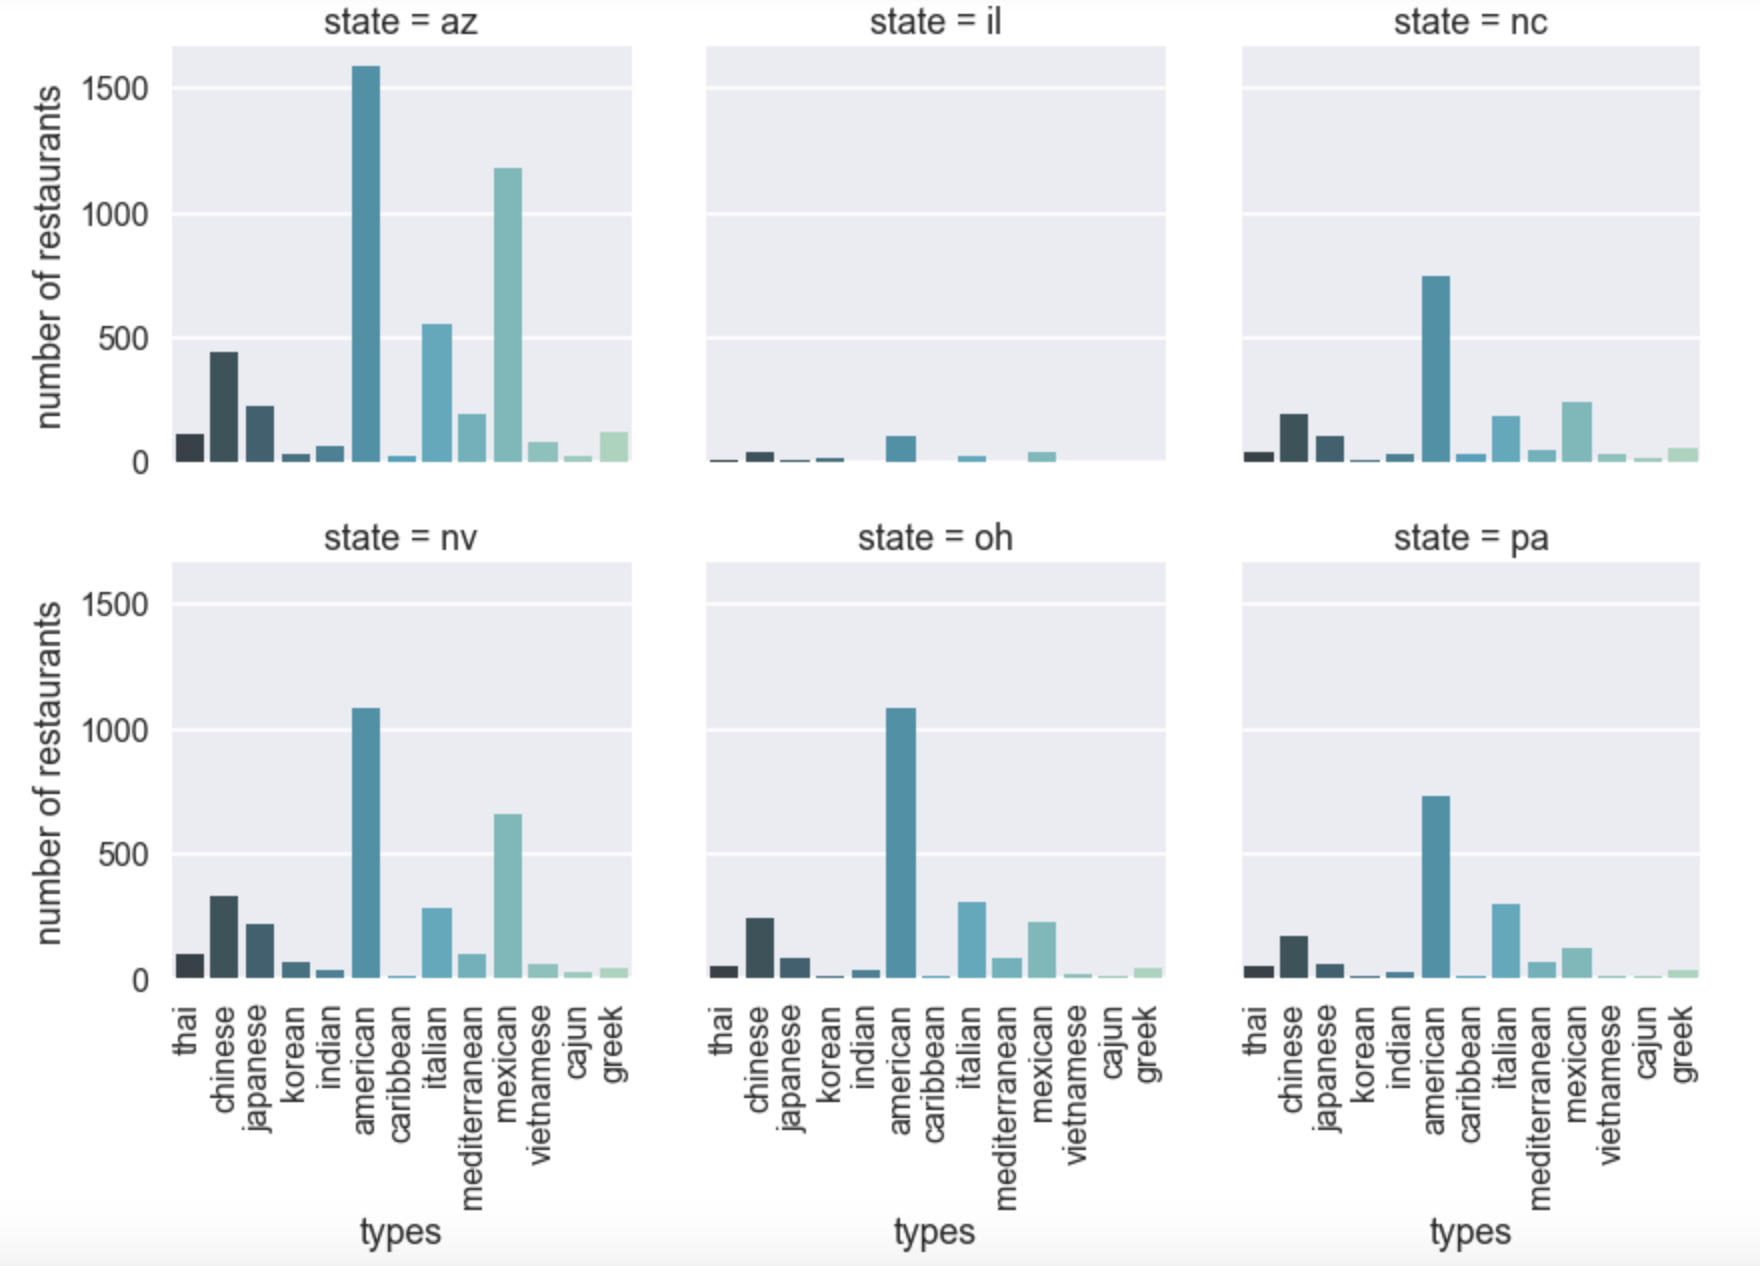 state = az
state = il
state = nc
number of restaurants
1500
1000
500
0
state = nv
state = oh
state = pa
number of restaurants
1500
1000
500
0
thai
chinese
japanese
korean
indian
american
caribbean
italian
mediterranean
mexican
vietnamese
cajun
greek
thai
chinese
japanese
korean
indian
american
caribbean
italian
mediterranean
mexican
vietnamese
cajun
greek
thai
chinese
japanese
korean
indian
american
caribbean
italian
mediterranean
mexican
vietnamese
cajun
greek
types
types
types